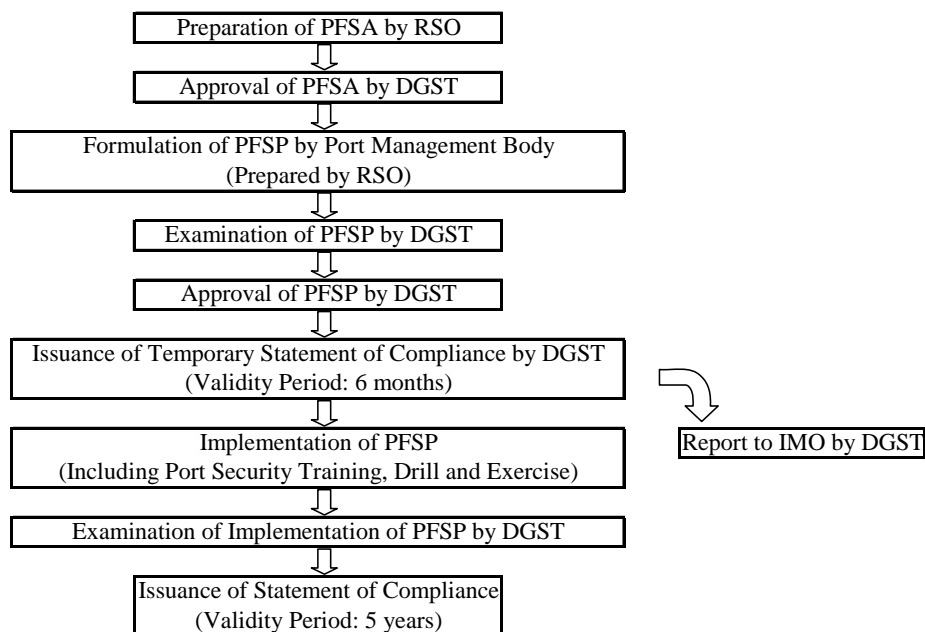 Preparation of PFSA by RSO
Approval of PFSA by DGST
Formulation of PFSP by Port Management Body
(Prepared by RSO)
Examination of PFSP by DGST
Approval of PFSP by DGST
Issuance of Temporary Statement of Compliance by DGST
(Validity Period: 6 months)
Implementation of PFSP
(Including Port Security Training, Drill and Exercise)
Report to IMO by DGST
Examination of Implementation of PFSP by DGST
Issuance of Statement of Compliance
(Validity Period: 5 years)